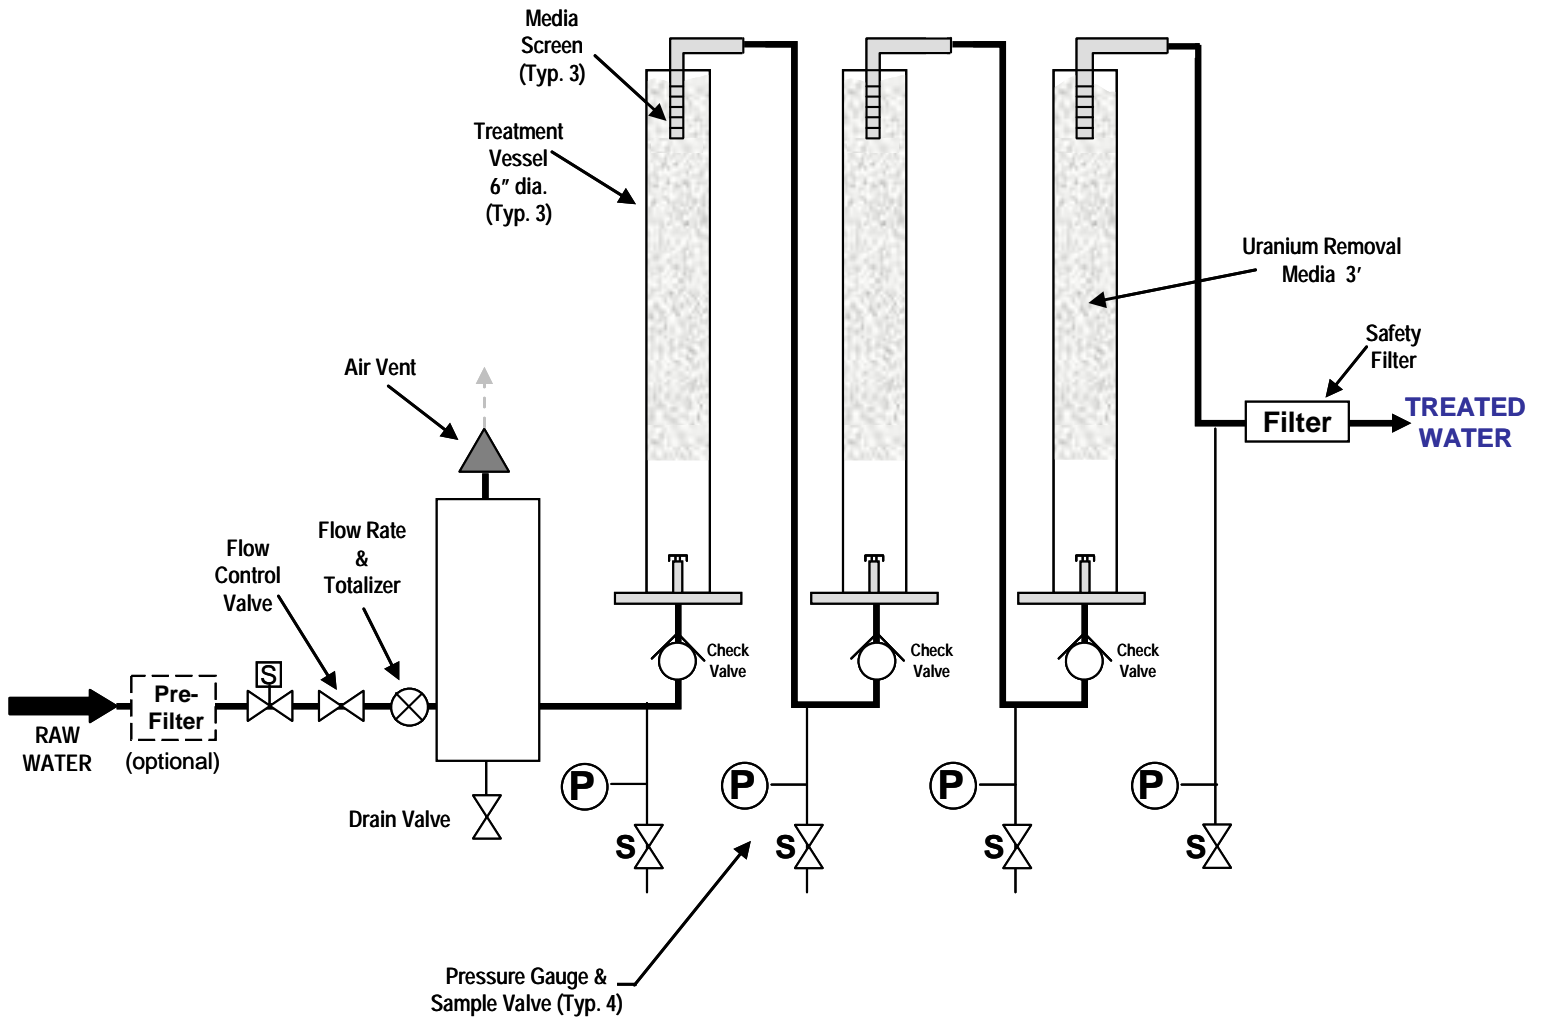 Media
Screen
(Typ. 3)
Treatment
Vessel
6” dia.
(Typ. 3)
Uranium Removal
Media 3’
Safety
Filter
Air Vent
Filter
TREATED
WATER
Flow Rate
&
Totalizer
Flow
Control
Valve
Check
Valve
Check
Valve
Check
Valve
S
Pre-
Filter
(optional)
RAW
WATER
Drain Valve
P
P
P
P
S
S
S
S
Pressure Gauge &
Sample Valve (Typ. 4)